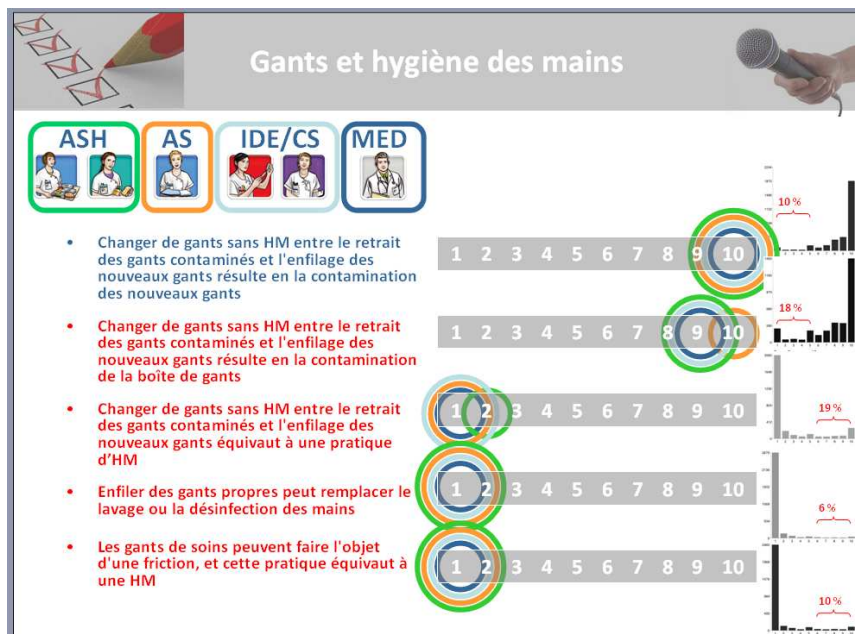 Gants et hygiène des mains
ASH AS IDE/CS MED
• Changer de gants sans HM entre le retrait
des gants contaminés et l'enfilage des
nouveaux gants résulte en la contamination
des nouveaux gants
1 2 3 4 5 6 7 8 9 10
10 %
• Changer de gants sans HM entre le retrait
des gants contaminés et l'enfilage des
nouveaux gants résulte en la contamination
de la boîte de gants
1 2 3 4 5 6 7 8 9 10
18 %
• Changer de gants sans HM entre le retrait
des gants contaminés et l'enfilage des
nouveaux gants équivaut à une pratique
d'HM
1 2 3 4 5 6 7 8 9 10
19 %
• Enfiler des gants propres peut remplacer le
lavage ou la désinfection des mains
1 2 3 4 5 6 7 8 9 10
6 %
• Les gants de soins peuvent faire l'objet
d'une friction, et cette pratique équivaut à
une HM
1 2 3 4 5 6 7 8 9 10
10 %